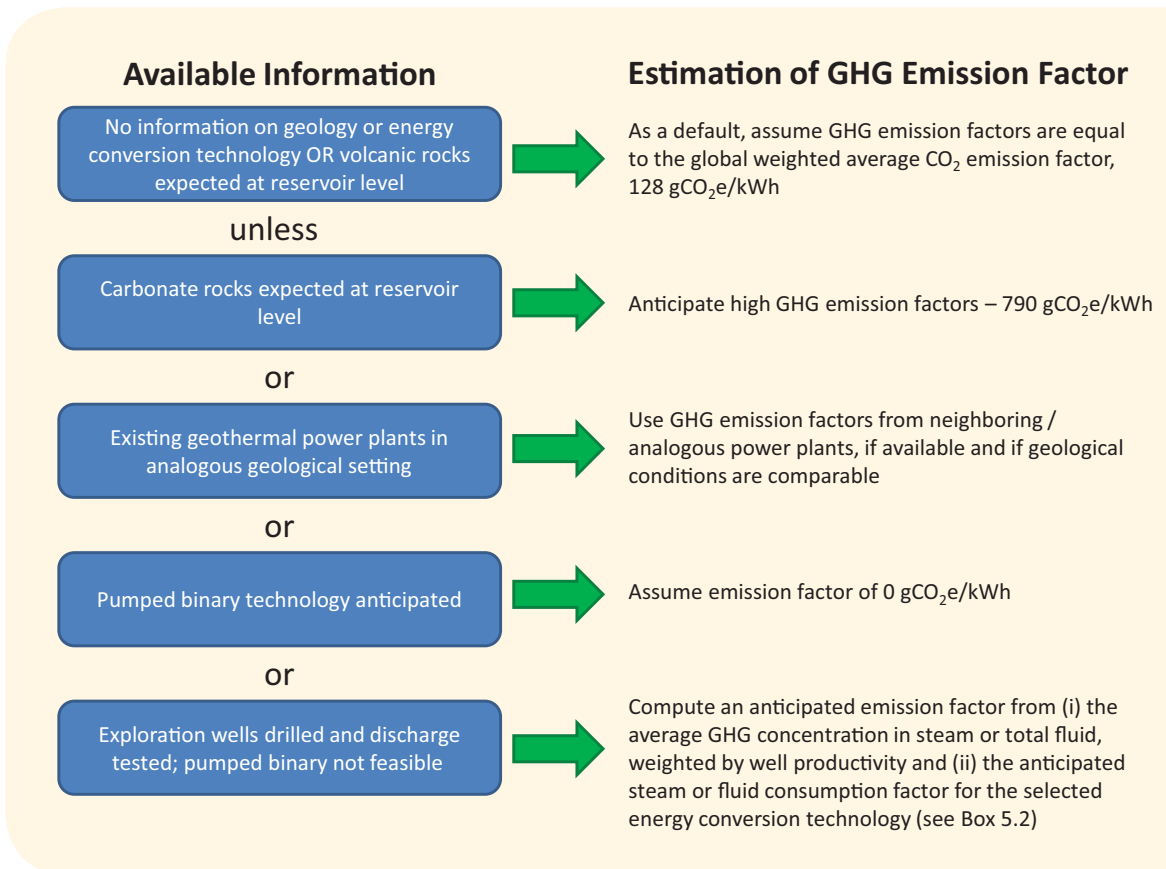 Available Information
Estimation of GHG Emission Factor
No information on geology or energy
conversion technology OR volcanic rocks
expected at reservoir level
As a default, assume GHG emission factors are equal
to the global weighted average CO₂ emission factor,
128 gCO₂e/kWh
unless
Carbonate rocks expected at reservoir
level
Anticipate high GHG emission factors – 790 gCO₂e/kWh
or
Existing geothermal power plants in
analogous geological setting
Use GHG emission factors from neighboring /
analogous power plants, if available and if geological
conditions are comparable
or
Pumped binary technology anticipated
Assume emission factor of 0 gCO₂e/kWh
or
Exploration wells drilled and discharge
tested; pumped binary not feasible
Compute an anticipated emission factor from (i) the
average GHG concentration in steam or total fluid,
weighted by well productivity and (ii) the anticipated
steam or fluid consumption factor for the selected
energy conversion technology (see Box 5.2)